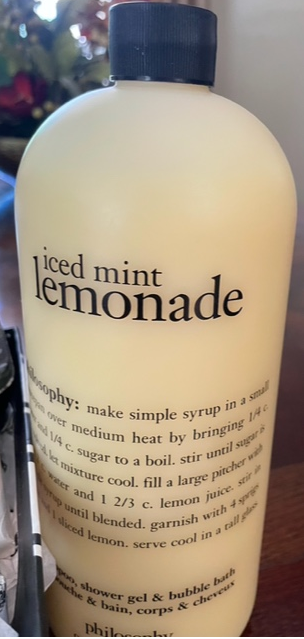 iced mint
lemonade
philosophy: make simple syrup in a small
over medium heat by bringing 1/4 c.
and 1/4 c. sugar to a boil. stir until sugar is
let mixture cool. fill a large pitcher with
water and 1 2/3 c. lemon juice. stir in
syrup until blended. garnish with 4 sprigs
1 sliced lemon. serve cool in a tall glass
shower gel & bubble bath
& bain, corps & cheveux
philosophy